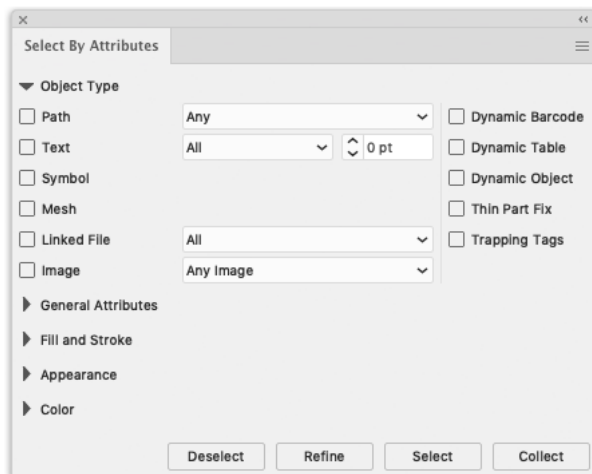 Select By Attributes
Object Type
Path Any Dynamic Barcode
Text All 0 pt Dynamic Table
Symbol Dynamic Object
Mesh Thin Part Fix
Linked File All Trapping Tags
Image Any Image
General Attributes
Fill and Stroke
Appearance
Color
Deselect Refine Select Collect